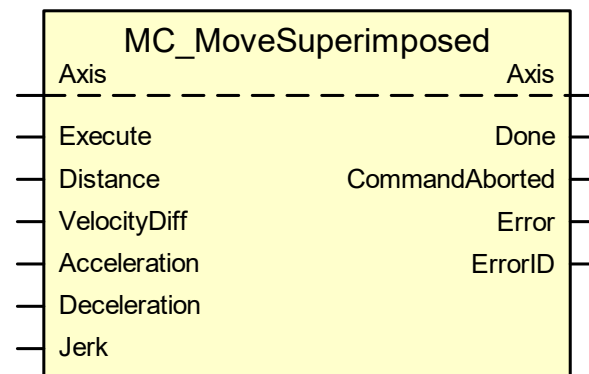 MC_MoveSuperimposed
Axis Axis
Execute Done
Distance CommandAborted
VelocityDiff Error
Acceleration ErrorID
Deceleration
Jerk